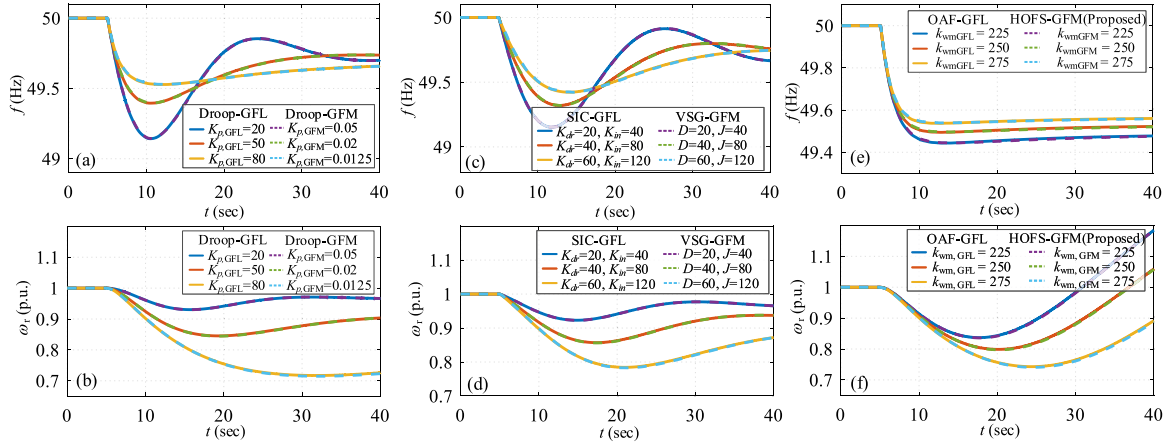 50
49.5
49
f (Hz)
(a)
Droop-GFL Droop-GFM
K_p,GFL=20 K_p,GFM=0.05
K_p,GFL=50 K_p,GFM=0.02
K_p,GFL=80 K_p,GFM=0.0125
0 10 20 30 40
t (sec)
50
49.5
49
f (Hz)
(c)
SIC-GFL VSG-GFM
K_dr=20, K_in=40 D=20, J=40
K_dr=40, K_in=80 D=40, J=80
K_dr=60, K_in=120 D=60, J=120
0 10 20 30 40
t (sec)
50
49.8
49.6
49.4
f (Hz)
(e)
OAF-GFL HOFS-GFM(Proposed)
k_wmGFL = 225 k_wmGFM = 225
k_wmGFL = 250 k_wmGFM = 250
k_wmGFL = 275 k_wmGFM = 275
0 10 20 30 40
t (sec)
1.1
1
0.9
0.8
0.7
ω_r (p.u.)
(b)
Droop-GFL Droop-GFM
K_p,GFL=20 K_p,GFM=0.05
K_p,GFL=50 K_p,GFM=0.02
K_p,GFL=80 K_p,GFM=0.0125
0 10 20 30 40
t (sec)
1.1
1
0.9
0.8
0.7
ω_r (p.u.)
(d)
SIC-GFL VSG-GFM
K_dr=20, K_in=40 D=20, J=40
K_dr=40, K_in=80 D=40, J=80
K_dr=60, K_in=120 D=60, J=120
0 10 20 30 40
t (sec)
1.1
1
0.9
0.8
0.7
ω_r (p.u.)
(f)
OAF-GFL HOFS-GFM(Proposed)
k_wm, GFL = 225 k_wm, GFM = 225
k_wm, GFL = 250 k_wm, GFM = 250
k_wm, GFL = 275 k_wm, GFM = 275
0 10 20 30 40
t (sec)